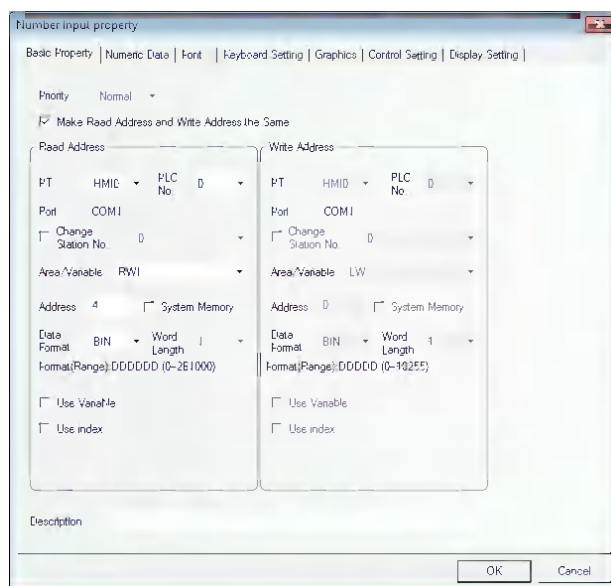 Number input property
Basic Property | Numeric Data | Font | Keyboard Setting | Graphics | Control Setting | Display Setting |
Priority Normal
Make Read Address and Write Address the Same
Read Address Write Address
PT HMI0 PLC No. 0 PT HMI0 PLC No. 0
Port COM1 Port COM1
Change Station No. 0 Change Station No. 0
Area/Variable RWI Area/Variable LW
Address 4 System Memory Address 0 System Memory
Data Format BIN Word Length 1 Data Format BIN Word Length 1
Format(Range):DDDDDD (0~261000) Format(Range):DDDDD (0~10255)
Use Variable Use Variable
Use index Use index
Description
OK Cancel